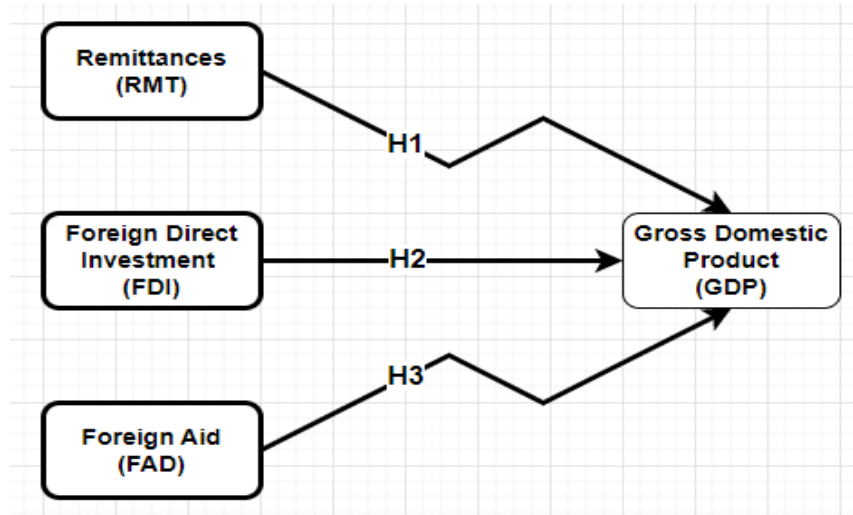 Remittances
(RMT)
H1
Foreign Direct
Investment
(FDI)
H2
Gross Domestic
Product
(GDP)
H3
Foreign Aid
(FAD)